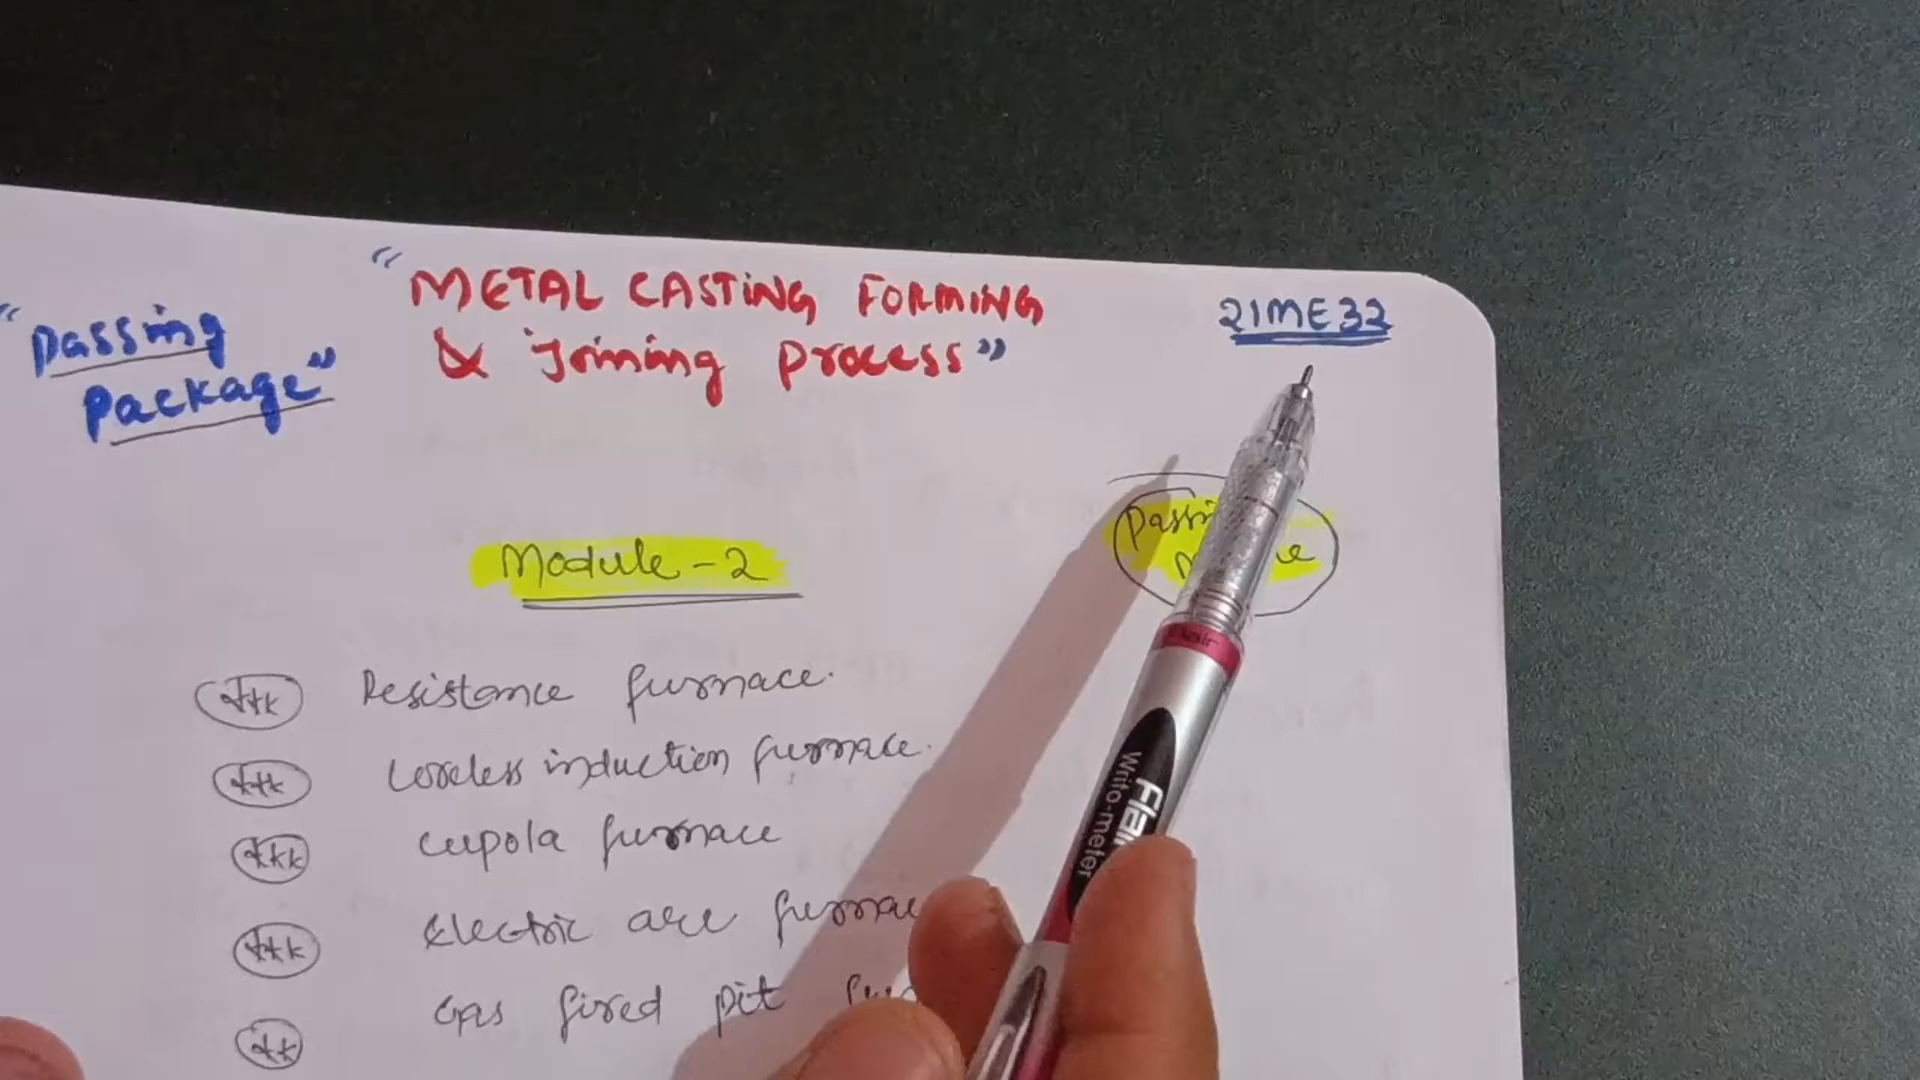 "Passing
Package"
"METAL CASTING FORMING
& Joining Process"
21ME32
Module-2
*** Resistance furnace.
*** Coreless induction furnace.
*** cupola furnace
*** Electric arc
** Gas fired pit
Flair
Writo-meter